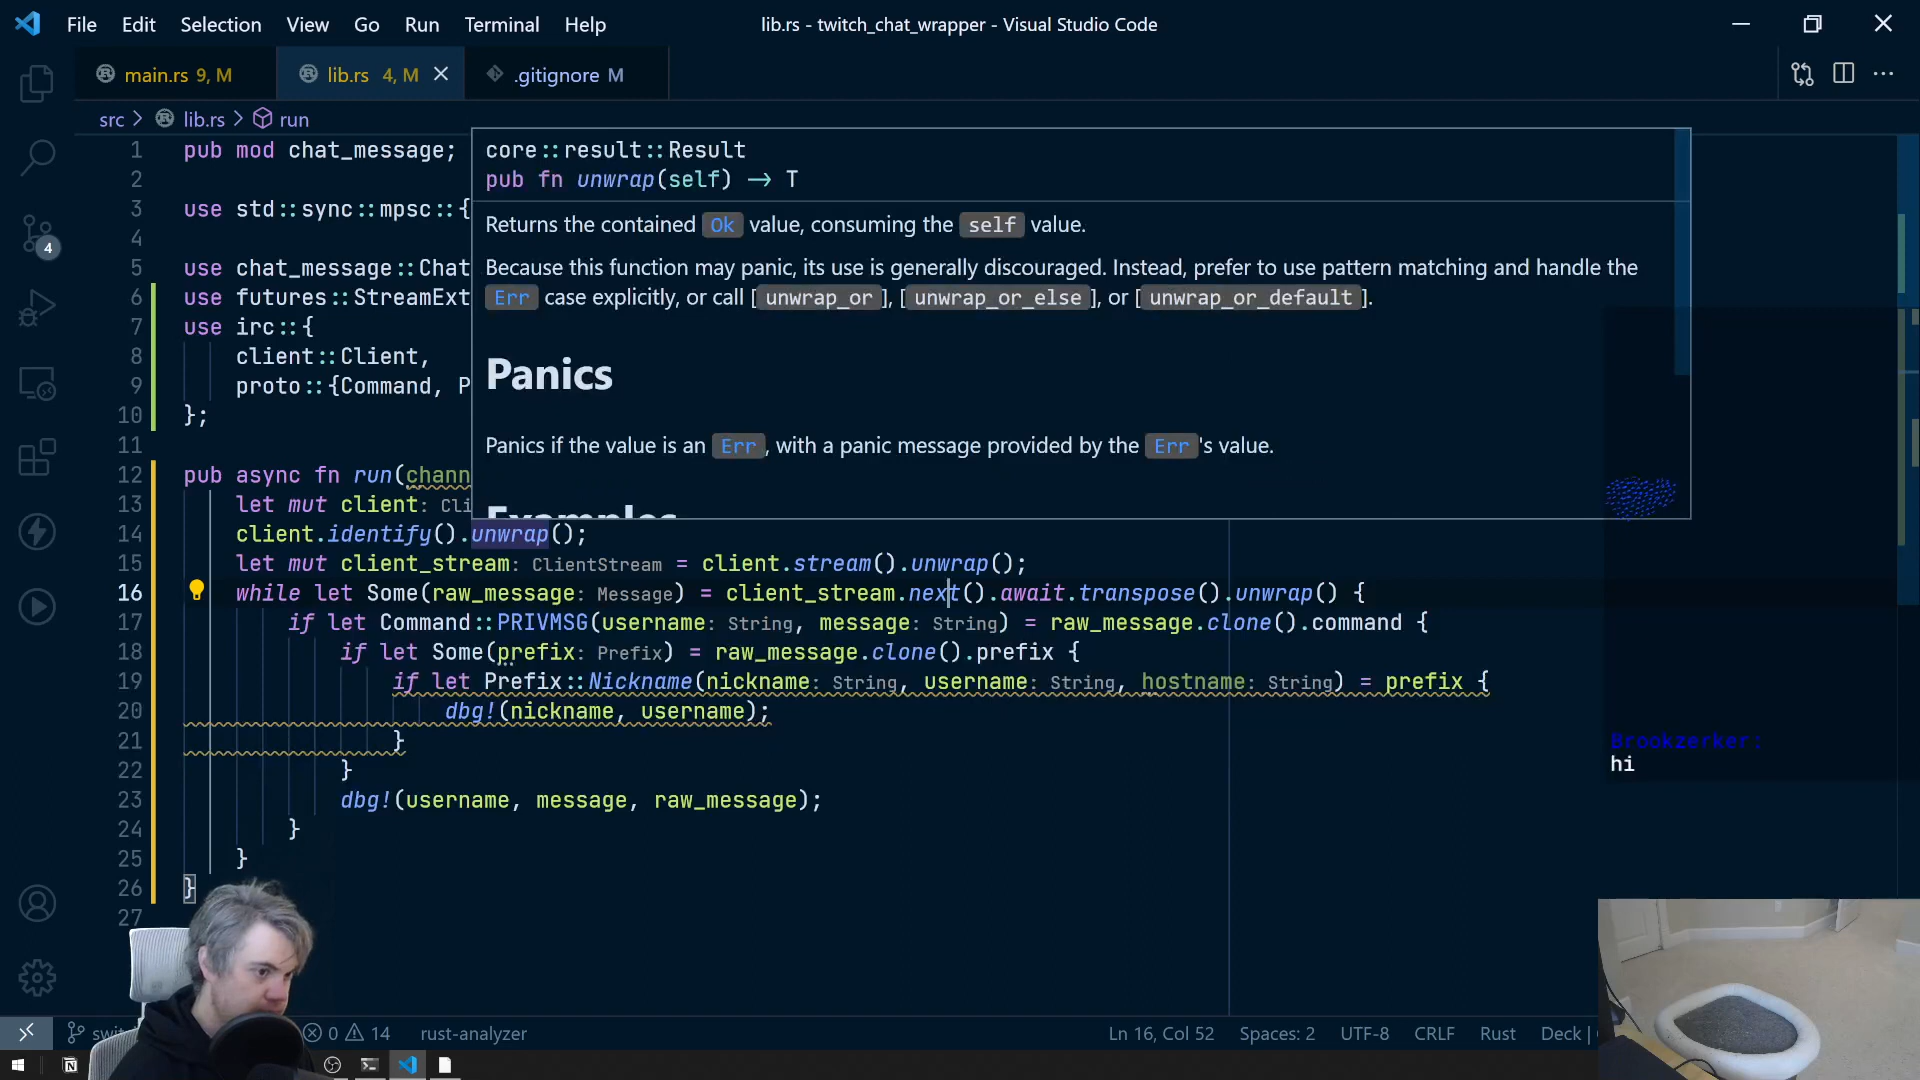 File Edit Selection View Go Run Terminal Help
lib.rs - twitch_chat_wrapper - Visual Studio Code
main.rs 9, M
lib.rs 4, M
.gitignore M
src > lib.rs > run
1 pub mod chat_message;
2
3 use std::sync::mpsc::{
4
5 use chat_message::Chat
6 use futures::StreamExt
7 use irc::{
8 client::Client,
9 proto::{Command, P
10 };
11
12 pub async fn run(chann
13 let mut client: Cli
14 client.identify().unwrap();
15 let mut client_stream: ClientStream = client.stream().unwrap();
16 while let Some(raw_message: Message) = client_stream.next().await.transpose().unwrap() {
17 if let Command::PRIVMSG(username: String, message: String) = raw_message.clone().command {
18 if let Some(prefix: Prefix) = raw_message.clone().prefix {
19 if let Prefix::Nickname(nickname: String, username: String, hostname: String) = prefix {
20 dbg!(nickname, username);
21 }
22 }
23 dbg!(username, message, raw_message);
24 }
25 }
26 }
27
core::result::Result
pub fn unwrap(self) -> T
Returns the contained Ok value, consuming the self value.
Because this function may panic, its use is generally discouraged. Instead, prefer to use pattern matching and handle the
Err case explicitly, or call [unwrap_or], [unwrap_or_else], or [unwrap_or_default].
Panics
Panics if the value is an Err, with a panic message provided by the Err's value.
Examples
4
Brookzerker:
hi
0 14 rust-analyzer
Ln 16, Col 52 Spaces: 2 UTF-8 CRLF Rust Deck